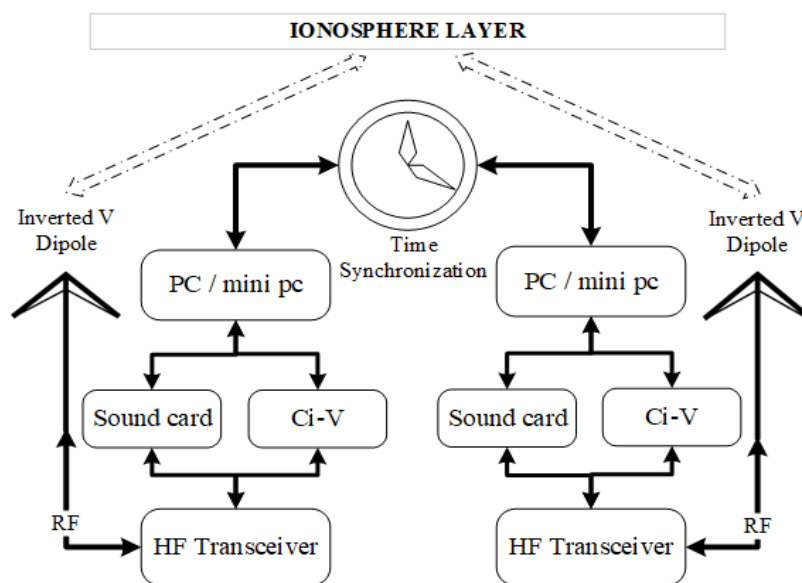 IONOSPHERE LAYER
Inverted V
Dipole
Time
Synchronization
Inverted V
Dipole
PC / mini pc
PC / mini pc
Sound card
Ci-V
Sound card
Ci-V
RF
HF Transceiver
HF Transceiver
RF